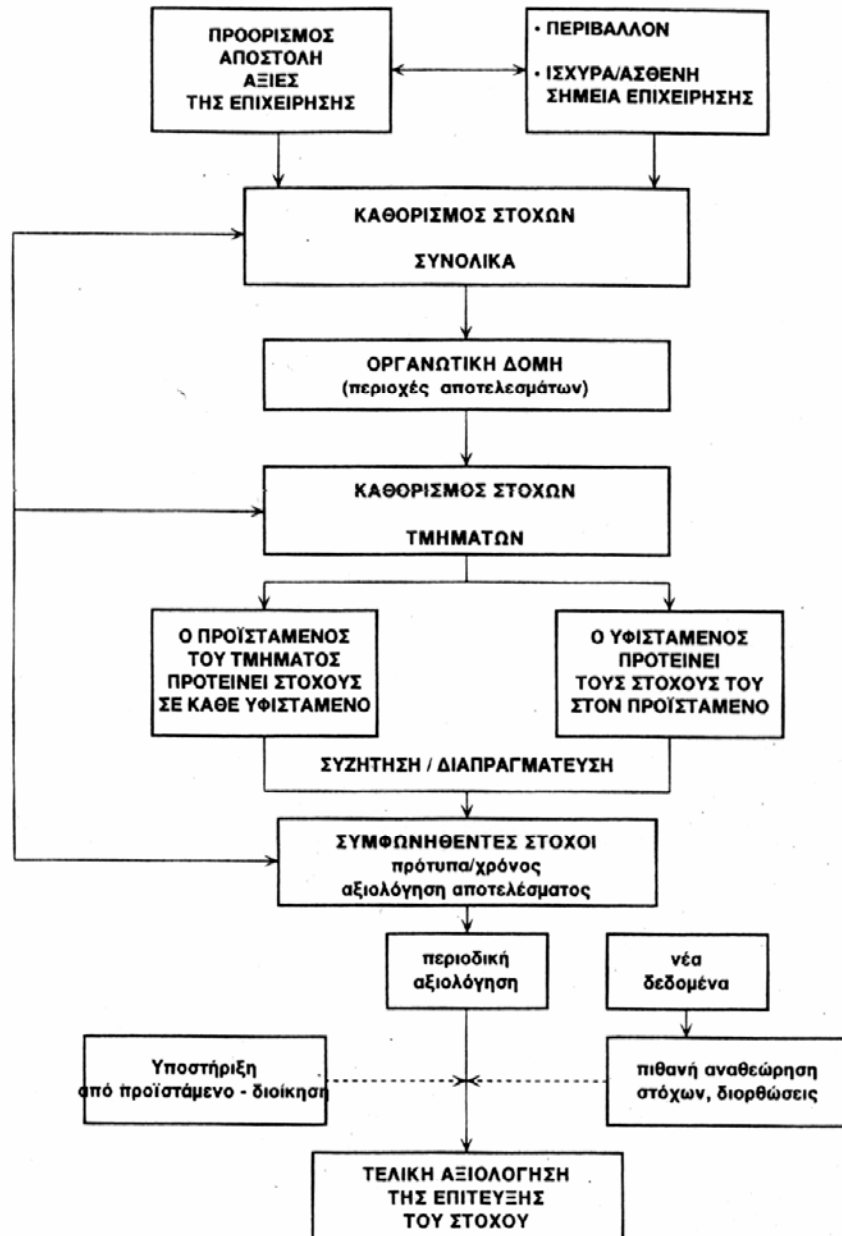 ΠΡΟΟΡΙΣΜΟΣ
ΑΠΟΣΤΟΛΗ
ΑΞΙΕΣ
ΤΗΣ ΕΠΙΧΕΙΡΗΣΗΣ
• ΠΕΡΙΒΑΛΛΟΝ
• ΙΣΧΥΡΑ/ΑΣΘΕΝΗ
ΣΗΜΕΙΑ ΕΠΙΧΕΙΡΗΣΗΣ
ΚΑΘΟΡΙΣΜΟΣ ΣΤΟΧΩΝ
ΣΥΝΟΛΙΚΑ
ΟΡΓΑΝΩΤΙΚΗ ΔΟΜΗ
(περιοχές αποτελεσμάτων)
ΚΑΘΟΡΙΣΜΟΣ ΣΤΟΧΩΝ
ΤΜΗΜΑΤΩΝ
Ο ΠΡΟΪΣΤΑΜΕΝΟΣ
ΤΟΥ ΤΜΗΜΑΤΟΣ
ΠΡΟΤΕΙΝΕΙ ΣΤΟΧΟΥΣ
ΣΕ ΚΑΘΕ ΥΦΙΣΤΑΜΕΝΟ
Ο ΥΦΙΣΤΑΜΕΝΟΣ
ΠΡΟΤΕΙΝΕΙ
ΤΟΥΣ ΣΤΟΧΟΥΣ ΤΟΥ
ΣΤΟΝ ΠΡΟΪΣΤΑΜΕΝΟ
ΣΥΖΗΤΗΣΗ / ΔΙΑΠΡΑΓΜΑΤΕΥΣΗ
ΣΥΜΦΩΝΗΘΕΝΤΕΣ ΣΤΟΧΟΙ
πρότυπα/χρόνος
αξιολόγηση αποτελέσματος
περιοδική
αξιολόγηση
νέα
δεδομένα
Υποστήριξη
από προϊστάμενο - διοίκηση
πιθανή αναθεώρηση
στόχων, διορθώσεις
ΤΕΛΙΚΗ ΑΞΙΟΛΟΓΗΣΗ
ΤΗΣ ΕΠΙΤΕΥΞΗΣ
ΤΟΥ ΣΤΟΧΟΥ